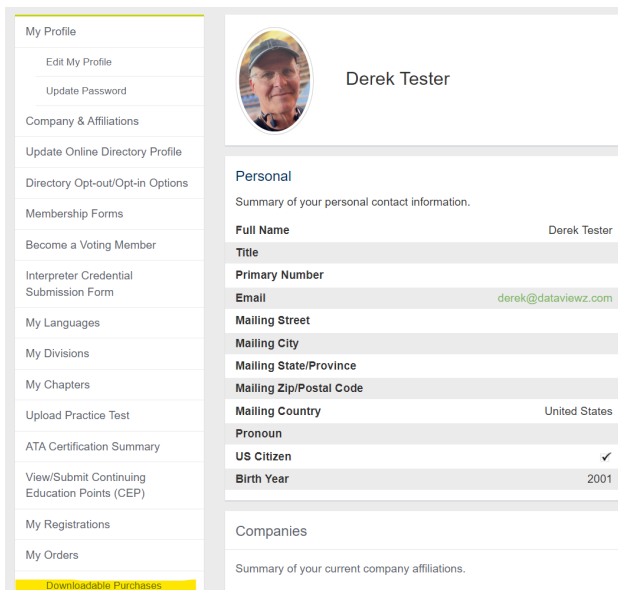 My Profile
Edit My Profile
Update Password
Company & Affiliations
Update Online Directory Profile
Directory Opt-out/Opt-in Options
Membership Forms
Become a Voting Member
Interpreter Credential
Submission Form
My Languages
My Divisions
My Chapters
Upload Practice Test
ATA Certification Summary
View/Submit Continuing
Education Points (CEP)
My Registrations
My Orders
Downloadable Purchases
Derek Tester
Personal
Summary of your personal contact information.
Full Name Derek Tester
Title
Primary Number
Email derek@dataviewz.com
Mailing Street
Mailing City
Mailing State/Province
Mailing Zip/Postal Code
Mailing Country United States
Pronoun
US Citizen ✓
Birth Year 2001
Companies
Summary of your current company affiliations.